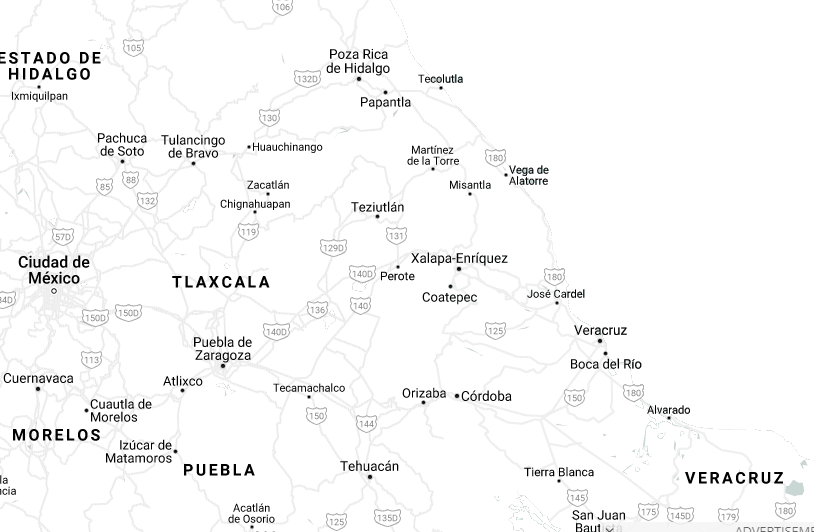 106
105
ESTADO DE
HIDALGO
Poza Rica
de Hidalgo
132D
Tecolutla
Ixmiquilpan
Papantla
130
Pachuca
de Soto
Tulancingo
de Bravo
Huauchinango
Martínez
de la Torre
180
Vega de
Alatorre
85
88
132
Zacatlán
Misantla
Chignahuapan
Teziutlán
57D
119
131
129D
Ciudad de
México
Xalapa-Enríquez
140D
Perote
180
TLAXCALA
Coatepec
José Cardel
150D
150D
136
140
140D
125
Veracruz
Puebla de
Zaragoza
113
Boca del Río
Cuernavaca
Atlixco
Tecamachalco
Orizaba
Córdoba
150
180
Cuautla de
Morelos
150
144
Alvarado
MORELOS
Izúcar de
Matamoros
PUEBLA
Tehuacán
Tierra Blanca
VERACRUZ
145
Acatlán
de Osorio
125
135D
San Juan
175
145D
179
180